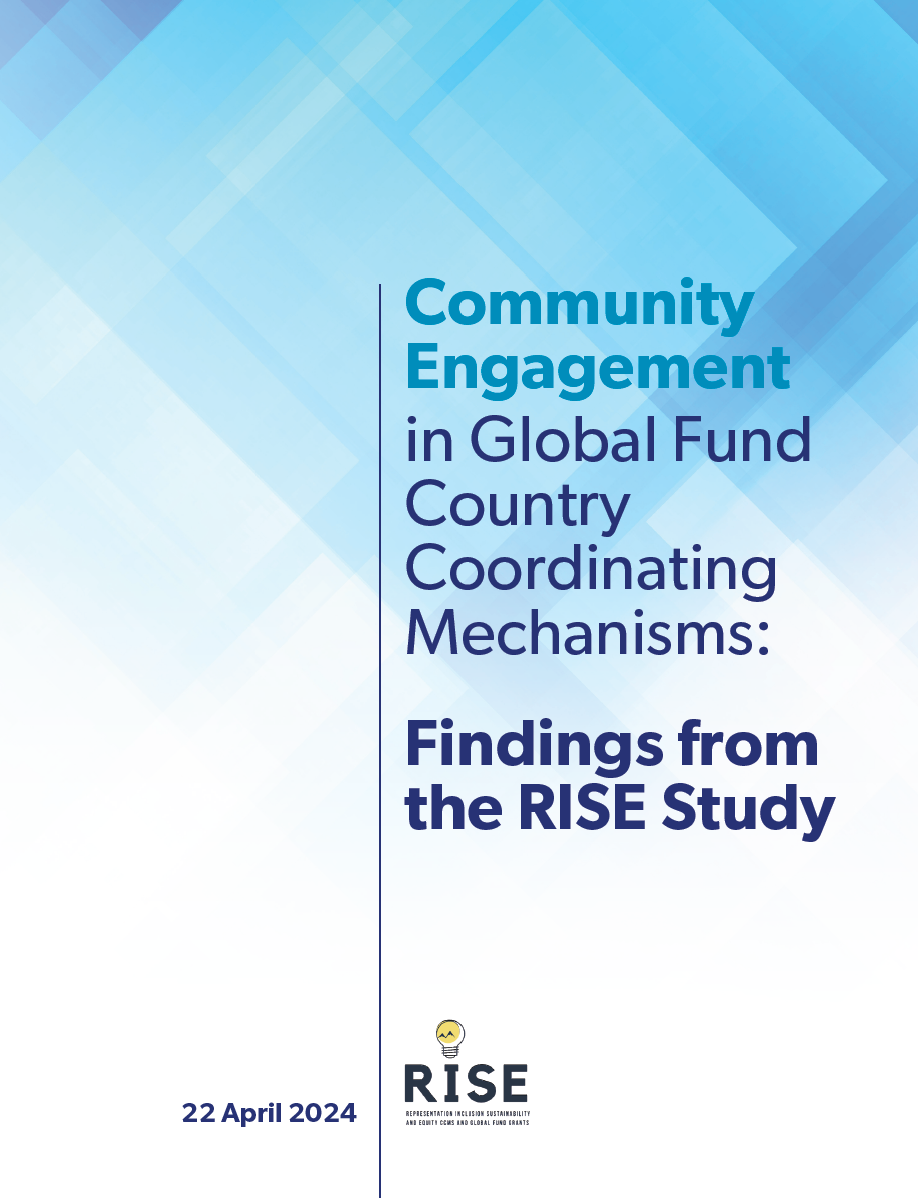 Community
Engagement
in Global Fund
Country
Coordinating
Mechanisms:
Findings from
the RISE Study
22 April 2024
RISE
REPRESENTATION INCLUSION SUSTAINABILITY
AND EQUITY CCMS AND GLOBAL FUND GRANTS